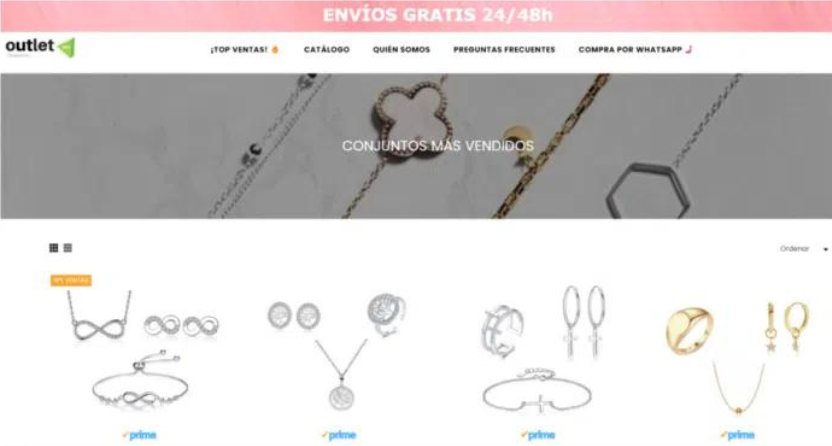 ENVÍOS GRATIS 24/48h
outlet
¡TOP VENTAS! CATÁLOGO QUIÉN SOMOS PREGUNTAS FRECUENTES COMPRA POR WHATSAPP
CONJUNTOS MÁS VENDIDOS
Ordenar
prime prime prime prime